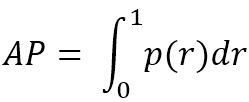 AP = ∫₀¹ p(r)dr